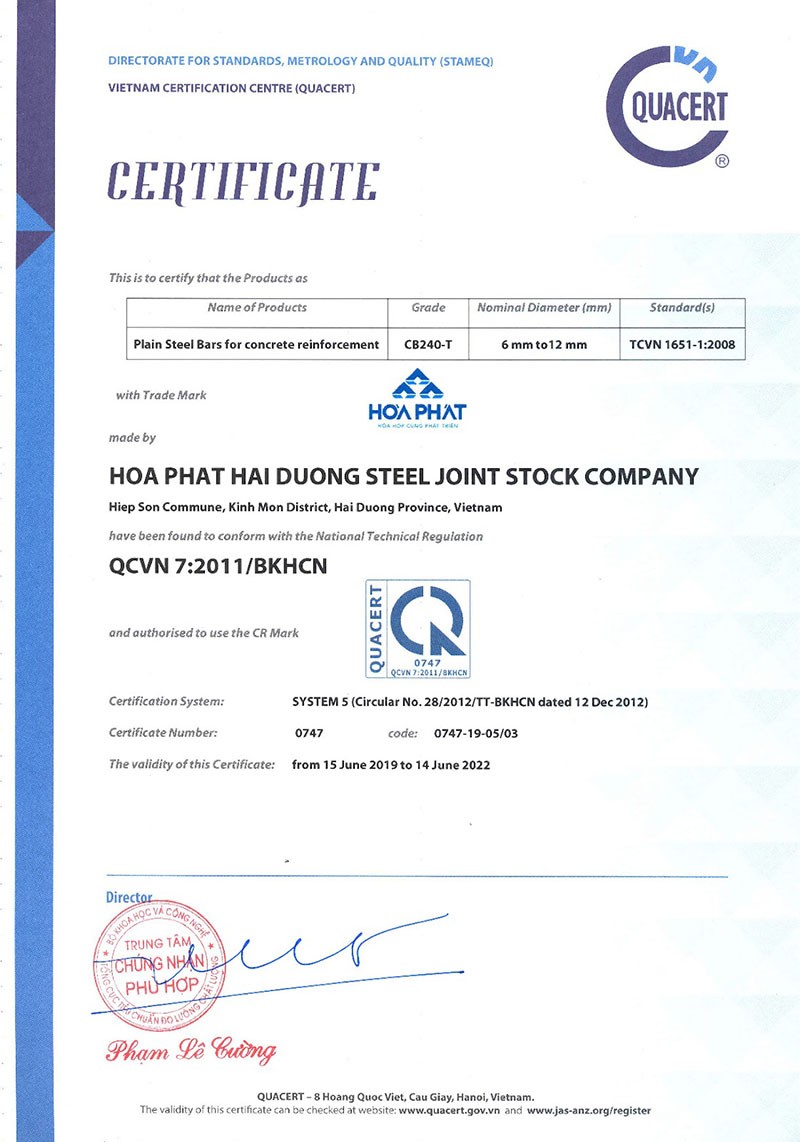 DIRECTORATE FOR STANDARDS, METROLOGY AND QUALITY (STAMEQ)
VIETNAM CERTIFICATION CENTRE (QUACERT)
VN
QUACERT
®
CERTIFICATE
This is to certify that the Products as
Name of Products Grade Nominal Diameter (mm) Standard(s)
Plain Steel Bars for concrete reinforcement CB240-T 6 mm to12 mm TCVN 1651-1:2008
with Trade Mark
HÒA PHÁT
HÒA HỢP CÙNG PHÁT TRIỂN
made by
HOA PHAT HAI DUONG STEEL JOINT STOCK COMPANY
Hiep Son Commune, Kinh Mon District, Hai Duong Province, Vietnam
have been found to conform with the National Technical Regulation
QCVN 7:2011/BKHCN
and authorised to use the CR Mark
QUACERT
CR
0747
QCVN 7:2011/BKHCN
Certification System: SYSTEM 5 (Circular No. 28/2012/TT-BKHCN dated 12 Dec 2012)
Certificate Number: 0747 code: 0747-19-05/03
The validity of this Certificate: from 15 June 2019 to 14 June 2022
Director
BỘ KHOA HỌC VÀ CÔNG NGHỆ
TRUNG TÂM
CHỨNG NHẬN
PHÙ HỢP
TỔNG CỤC TIÊU CHUẨN ĐO LƯỜNG CHẤT LƯỢNG
Phạm Lê Cường
QUACERT – 8 Hoang Quoc Viet, Cau Giay, Hanoi, Vietnam.
The validity of this certificate can be checked at website: www.quacert.gov.vn and www.jas-anz.org/register